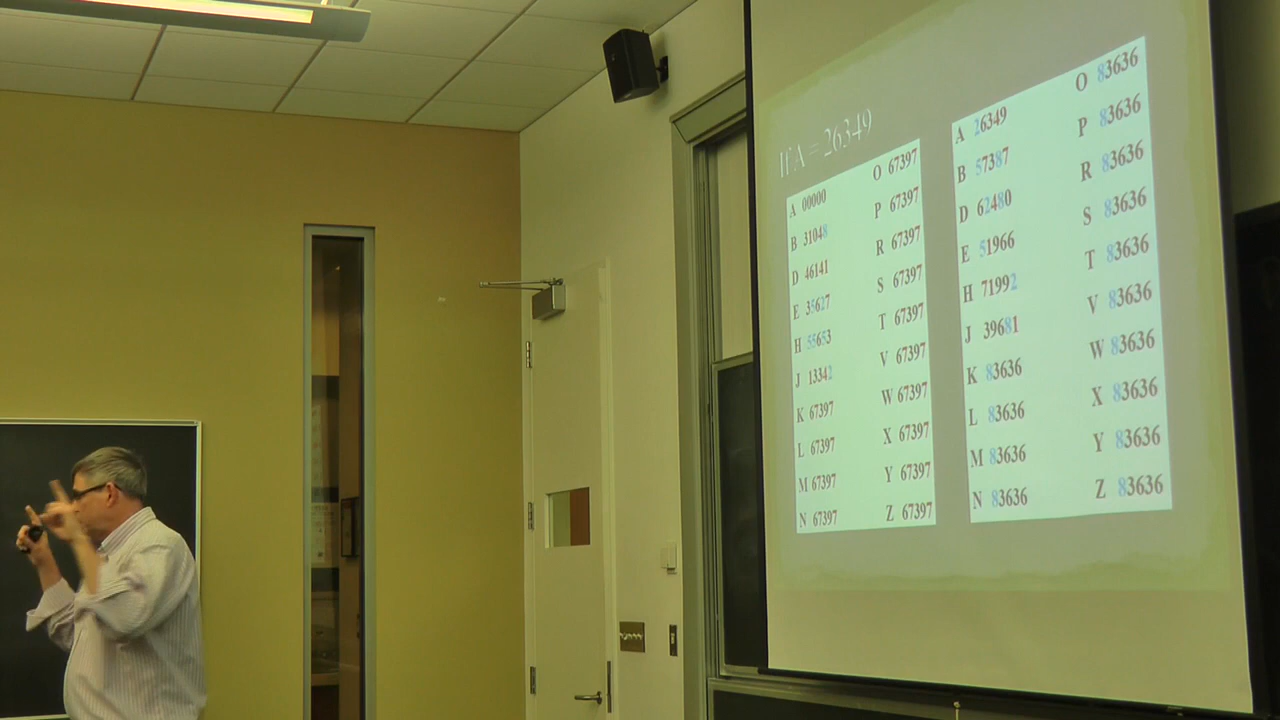 If A = 26349
A 00000
B 31048
D 46141
E 35627
H 55653
J 13342
K 67397
L 67397
M 67397
N 67397
O 67397
P 67397
R 67397
S 67397
T 67397
V 67397
W 67397
X 67397
Y 67397
Z 67397
A 26349
B 57387
D 62480
E 51966
H 71992
J 39681
K 83636
L 83636
M 83636
N 83636
O 83636
P 83636
R 83636
S 83636
T 83636
V 83636
W 83636
X 83636
Y 83636
Z 83636